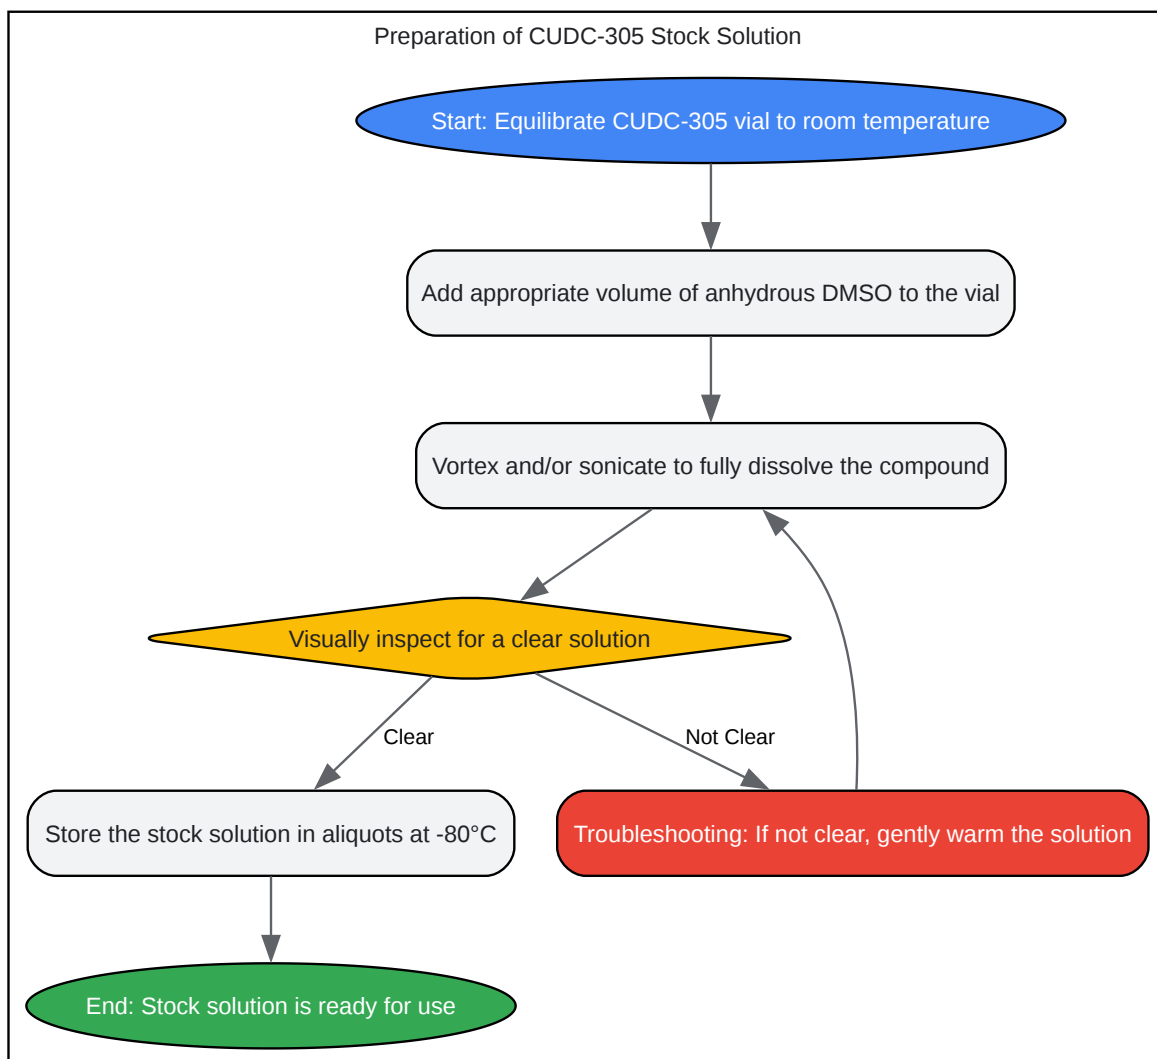 Preparation of CUDC-305 Stock Solution
Start: Equilibrate CUDC-305 vial to room temperature
Add appropriate volume of anhydrous DMSO to the vial
Vortex and/or sonicate to fully dissolve the compound
Visually inspect for a clear solution
Clear
Not Clear
Store the stock solution in aliquots at -80°C
Troubleshooting: If not clear, gently warm the solution
End: Stock solution is ready for use